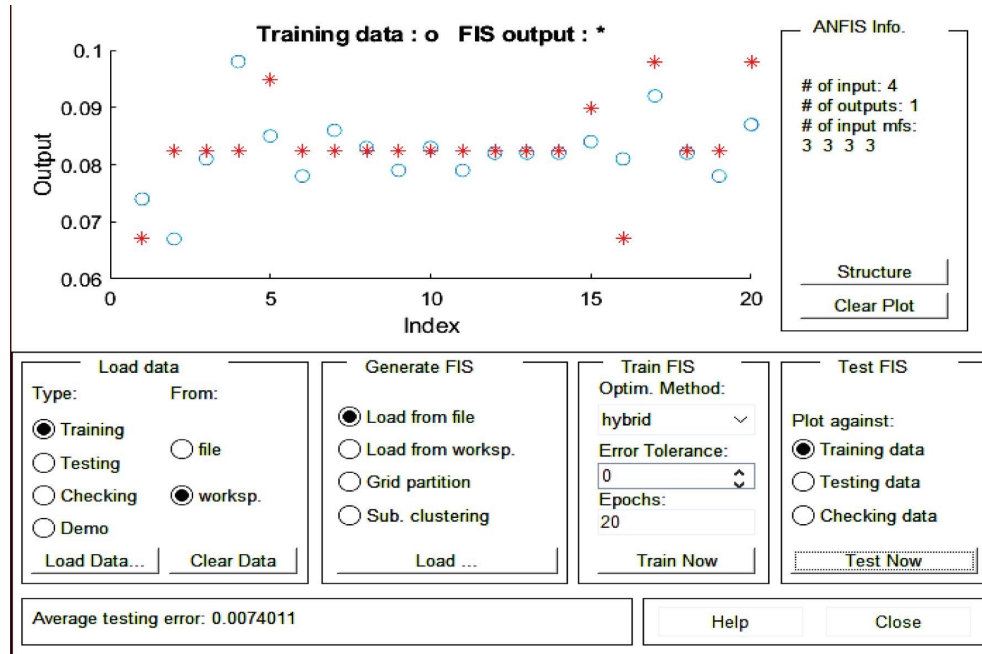 Training data : o FIS output : *
0.1
0.09
0.08
0.07
0.06
Output
0 5 10 15 20
Index
ANFIS Info.
# of input: 4
# of outputs: 1
# of input mfs:
3 3 3 3
Structure
Clear Plot
Load data
Type: From:
Training
Testing
Checking
Demo
file
worksp.
Load Data... Clear Data
Generate FIS
Load from file
Load from worksp.
Grid partition
Sub. clustering
Load ...
Train FIS
Optim. Method:
hybrid
Error Tolerance:
0
Epochs:
20
Train Now
Test FIS
Plot against:
Training data
Testing data
Checking data
Test Now
Average testing error: 0.0074011
Help Close